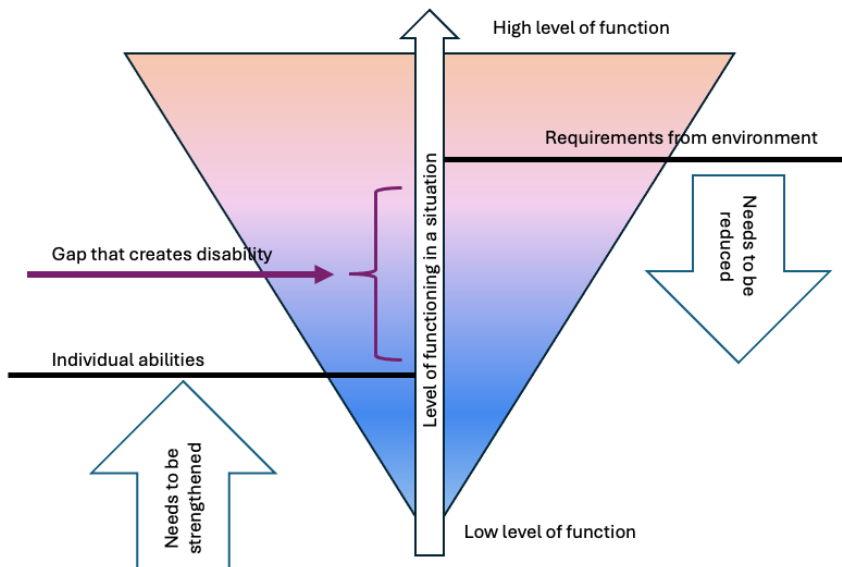 High level of function
Requirements from environment
Level of functioning in a situation
Needs to be
reduced
Gap that creates disability
Individual abilities
Needs to be
strengthened
Low level of function